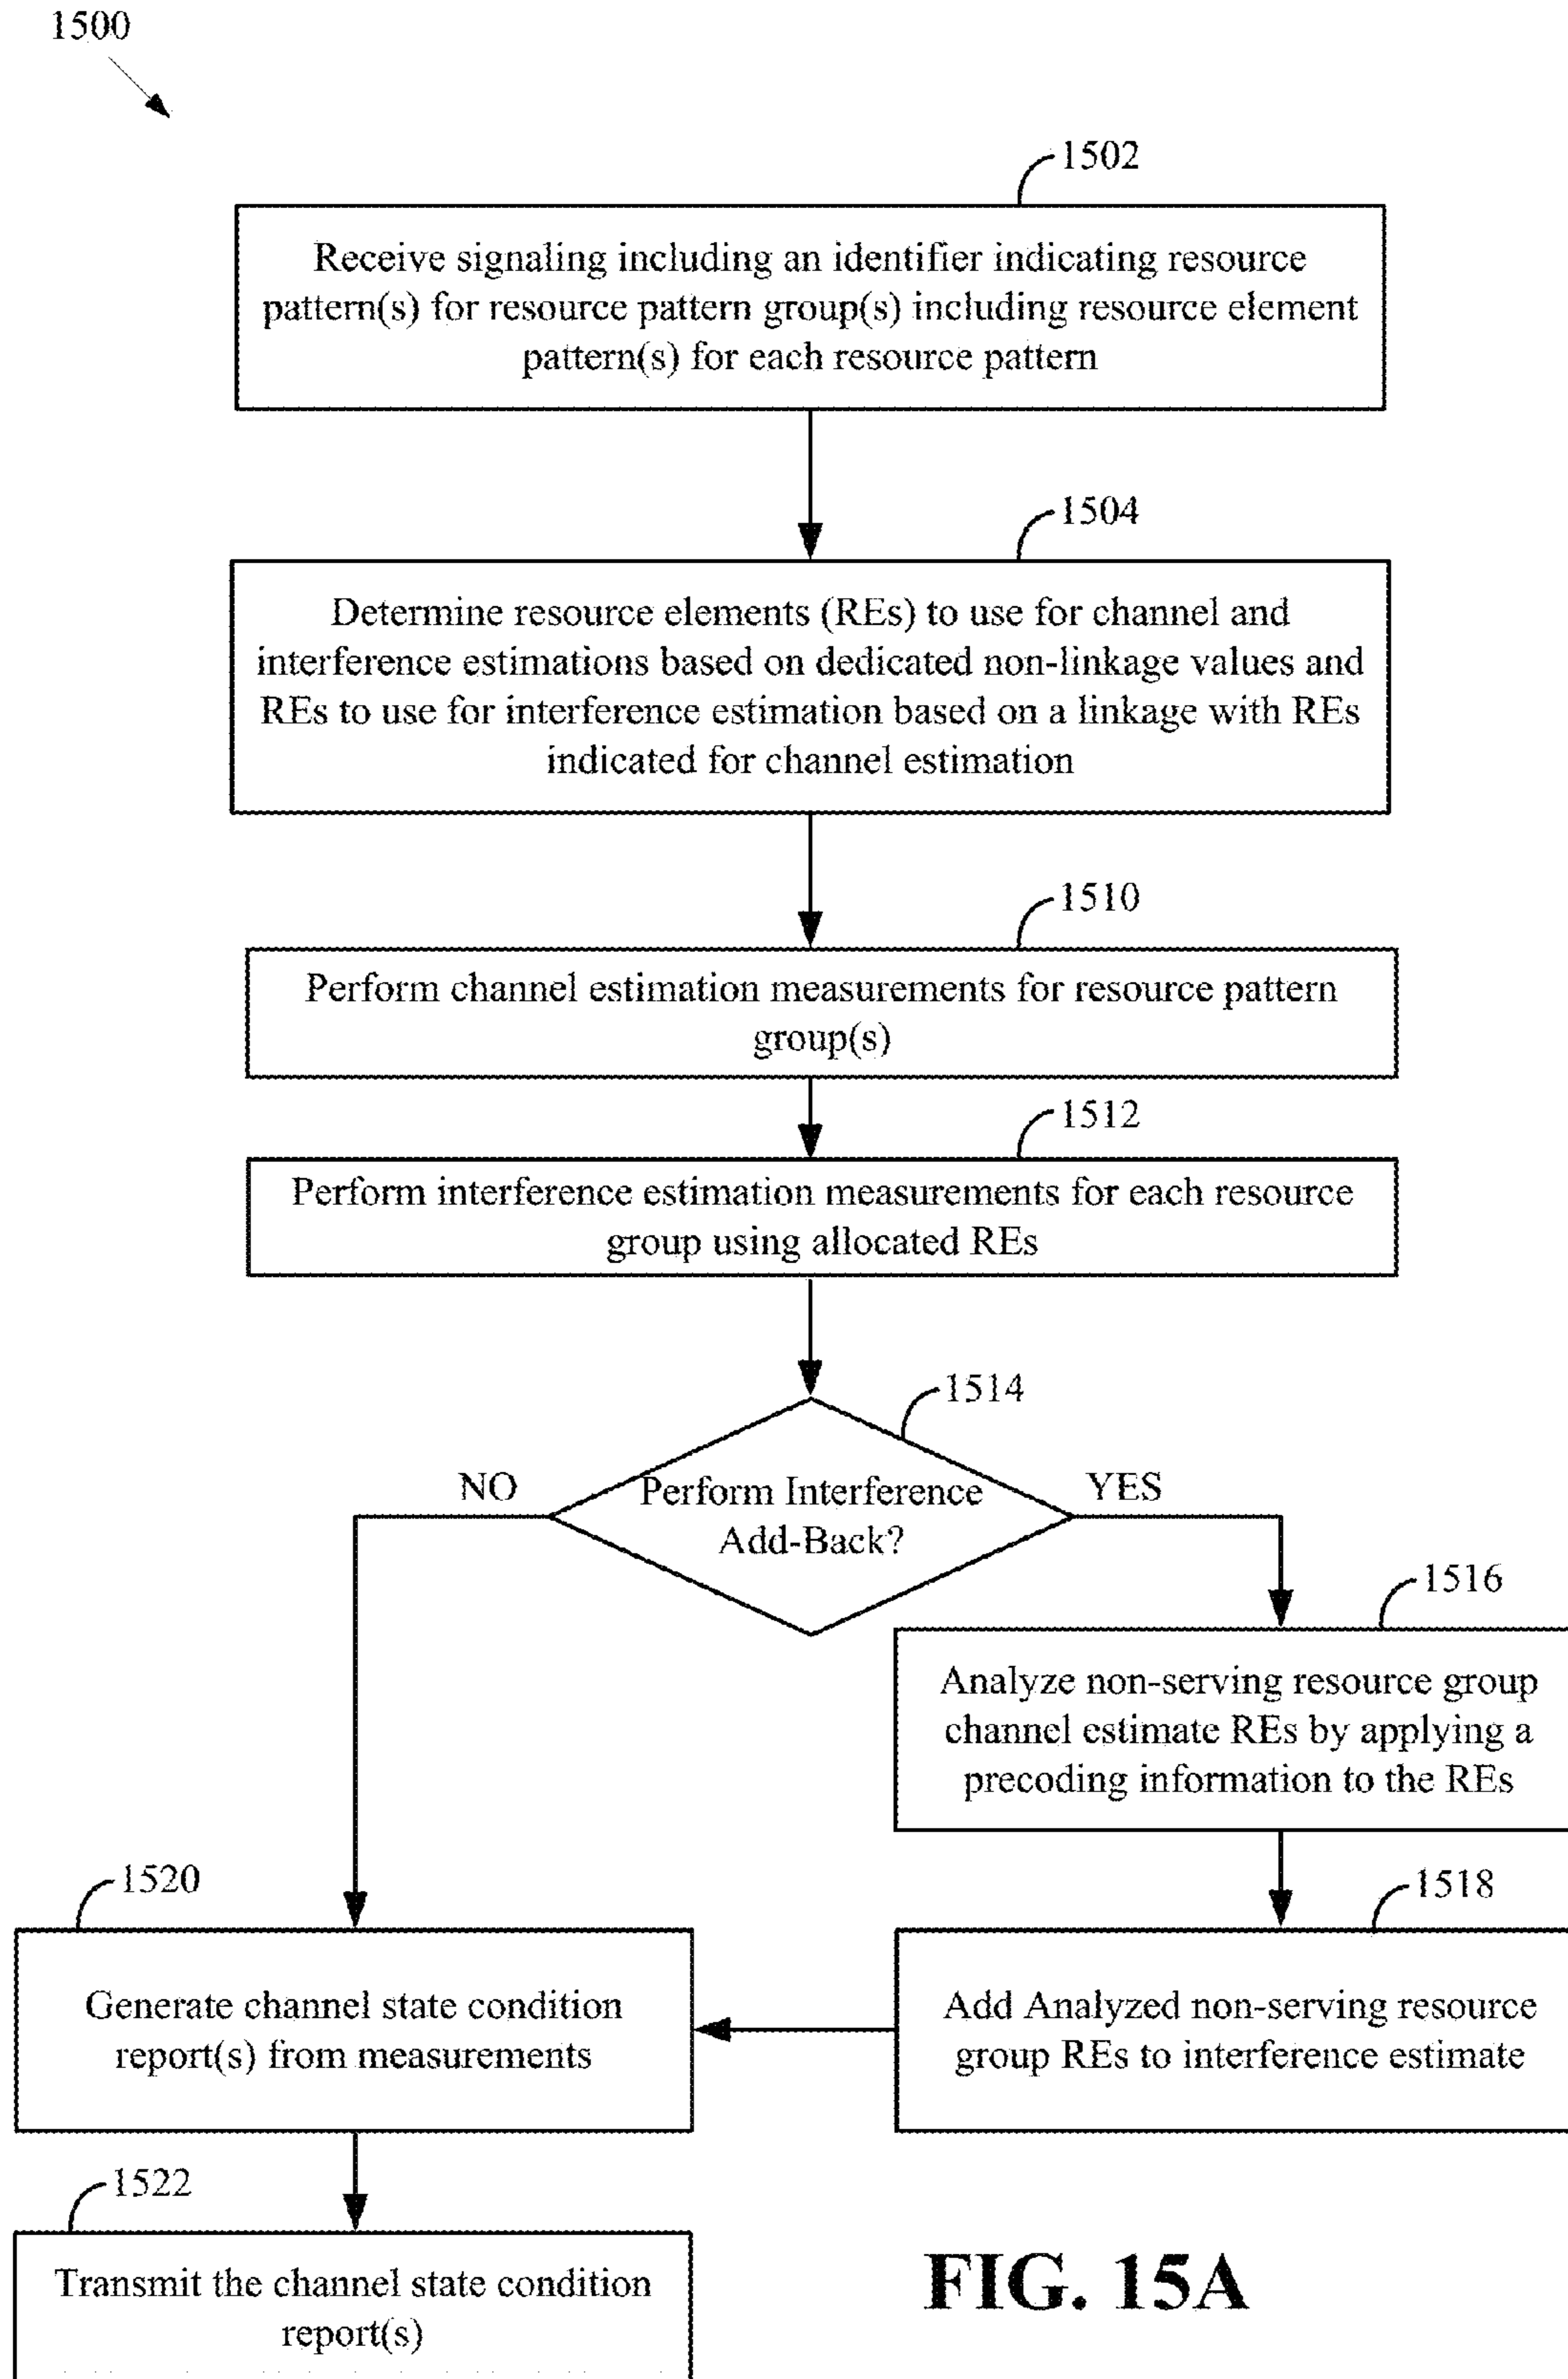 1500
1502
Receive signaling including an identifier indicating resource
pattern(s) for resource pattern group(s) including resource element
pattern(s) for each resource pattern
1504
Determine resource elements (REs) to use for channel and
interference estimations based on dedicated non-linkage values and
REs to use for interference estimation based on a linkage with REs
indicated for channel estimation
1510
Perform channel estimation measurements for resource pattern
group(s)
1512
Perform interference estimation measurements for each resource
group using allocated REs
1514
Perform Interference
Add-Back?
NO
YES
1516
Analyze non-serving resource group
channel estimate REs by applying a
precoding information to the REs
1518
Add Analyzed non-serving resource
group REs to interference estimate
1520
Generate channel state condition
report(s) from measurements
1522
Transmit the channel state condition
report(s)
FIG. 15A